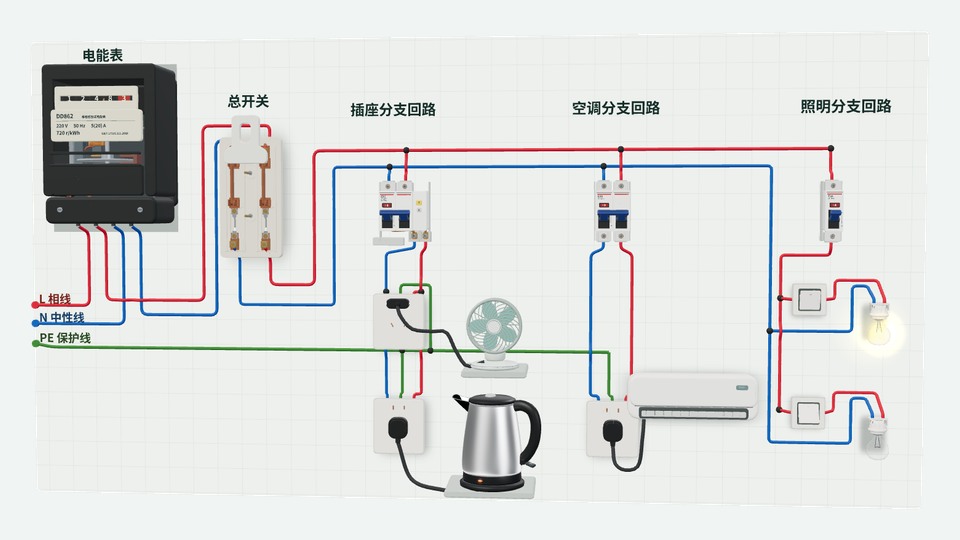 电能表
总开关
插座分支回路
空调分支回路
照明分支回路
DD862
220 V 50 Hz 5(20) A
720 r/kWh
L 相线
N 中性线
PE 保护线